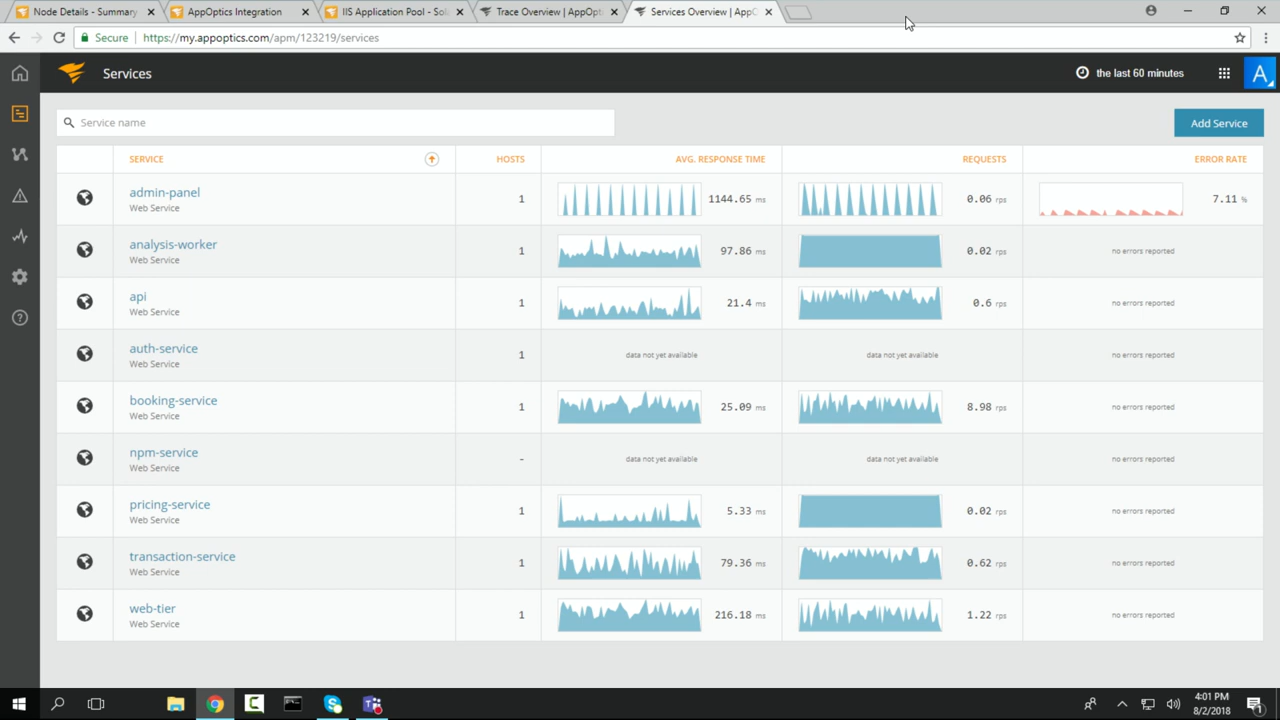 Node Details - Summary
AppOptics Integration
IIS Application Pool - Sol
Trace Overview | AppOpti
Services Overview | AppO
Secure
https://my.appoptics.com/apm/123219/services
Services
the last 60 minutes
A
Service name
Add Service
SERVICE HOSTS AVG. RESPONSE TIME REQUESTS ERROR RATE
admin-panel
Web Service
1 1144.65 ms 0.06 rps 7.11 %
analysis-worker
Web Service
1 97.86 ms 0.02 rps no errors reported
api
Web Service
1 21.4 ms 0.6 rps no errors reported
auth-service
Web Service
1 data not yet available data not yet available no errors reported
booking-service
Web Service
1 25.09 ms 8.98 rps no errors reported
npm-service
Web Service
- data not yet available data not yet available no errors reported
pricing-service
Web Service
1 5.33 ms 0.02 rps no errors reported
transaction-service
Web Service
1 79.36 ms 0.62 rps no errors reported
web-tier
Web Service
1 216.18 ms 1.22 rps no errors reported
4:01 PM
8/2/2018
1